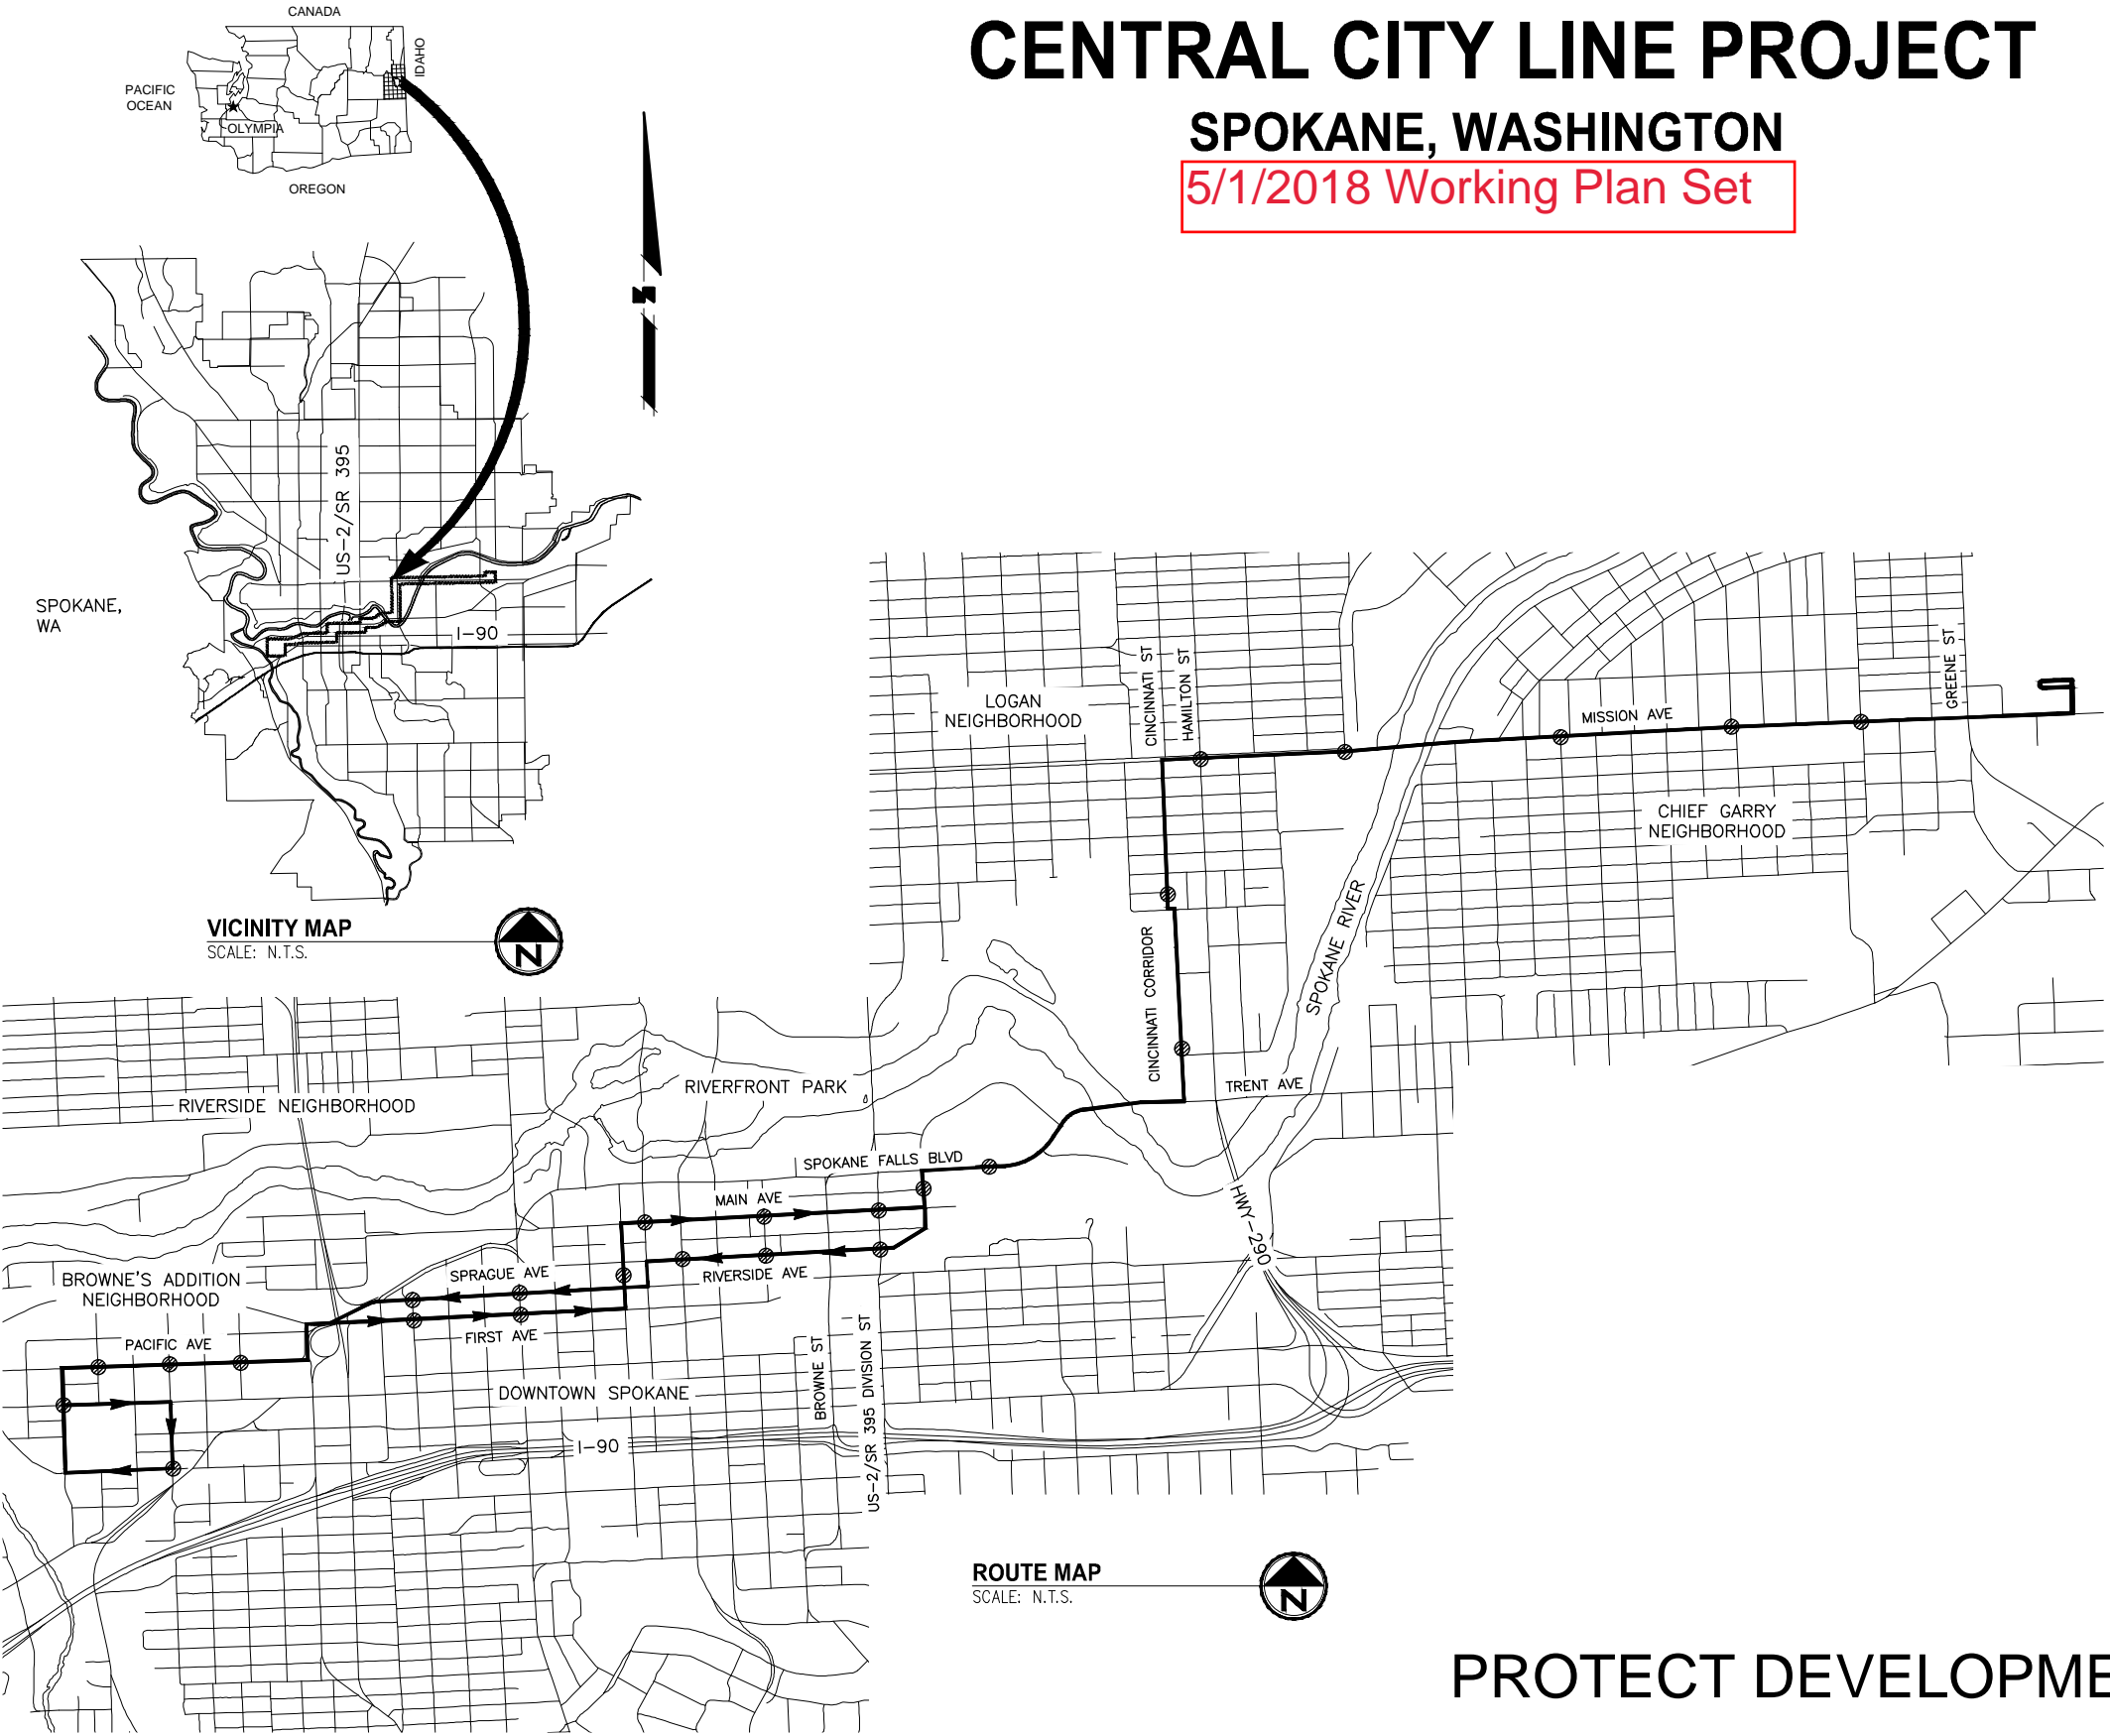 CENTRAL CITY LINE PROJECT
SPOKANE, WASHINGTON
5/1/2018 Working Plan Set
CANADA
IDAHO
PACIFIC
OCEAN
OLYMPIA
OREGON
US-2/SR 395
SPOKANE,
WA
I-90
VICINITY MAP
SCALE: N.T.S.
N
LOGAN
NEIGHBORHOOD
CINCINNATI ST
HAMILTON ST
MISSION AVE
GREENE ST
CHIEF GARRY
NEIGHBORHOOD
SPOKANE RIVER
CINCINNATI CORRIDOR
TRENT AVE
RIVERFRONT PARK
RIVERSIDE NEIGHBORHOOD
SPOKANE FALLS BLVD
MAIN AVE
HWY-290
BROWNE'S ADDITION
NEIGHBORHOOD
SPRAGUE AVE
RIVERSIDE AVE
FIRST AVE
PACIFIC AVE
DOWNTOWN SPOKANE
BROWNE ST
US-2/SR 395 DIVISION ST
I-90
ROUTE MAP
SCALE: N.T.S.
N
PROTECT DEVELOPME